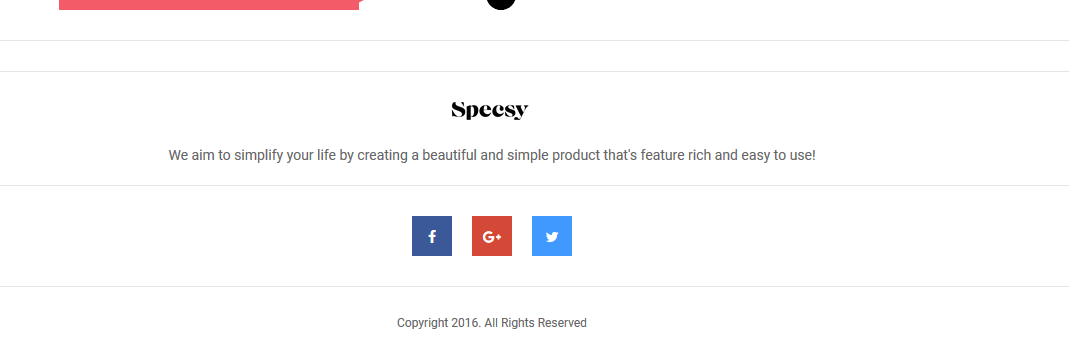 Speesy
We aim to simplify your life by creating a beautiful and simple product that's feature rich and easy to use!
f
G+
Copyright 2016. All Rights Reserved